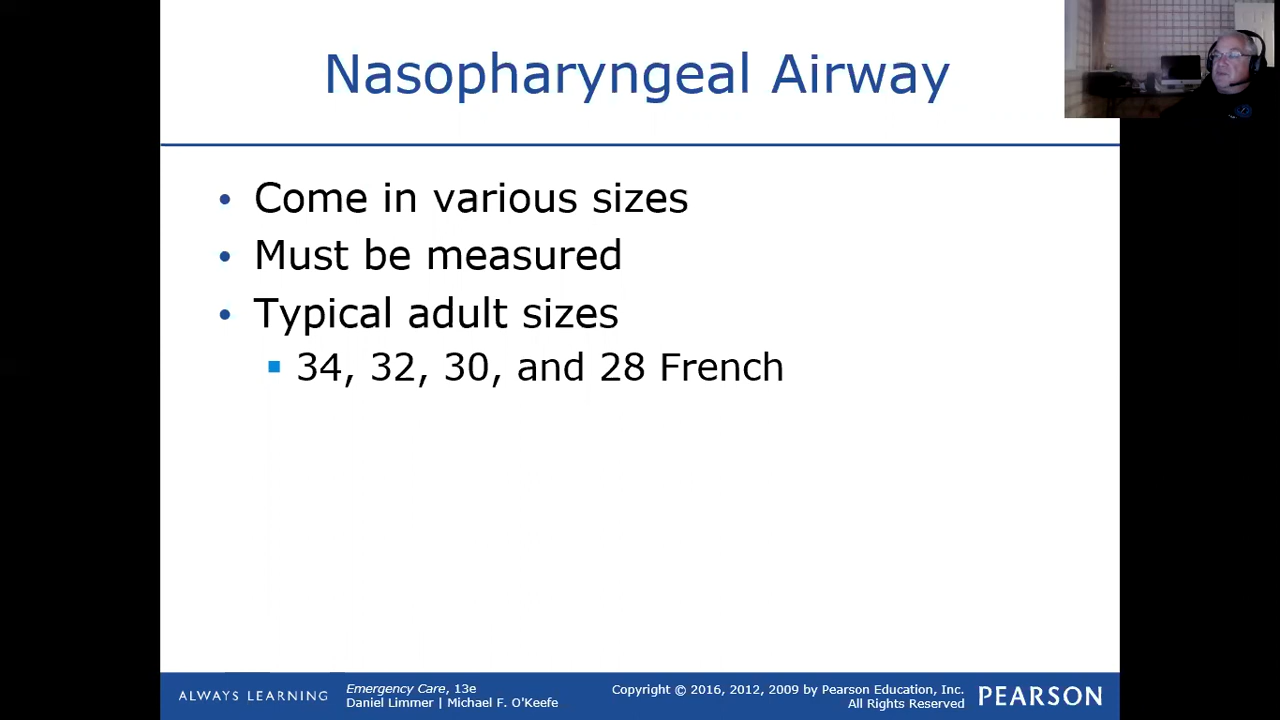 Nasopharyngeal Airway
• Come in various sizes
• Must be measured
• Typical adult sizes
▪ 34, 32, 30, and 28 French
ALWAYS LEARNING
Emergency Care, 13e
Daniel Limmer | Michael F. O'Keefe
Copyright © 2016, 2012, 2009 by Pearson Education, Inc.
All Rights Reserved
PEARSON